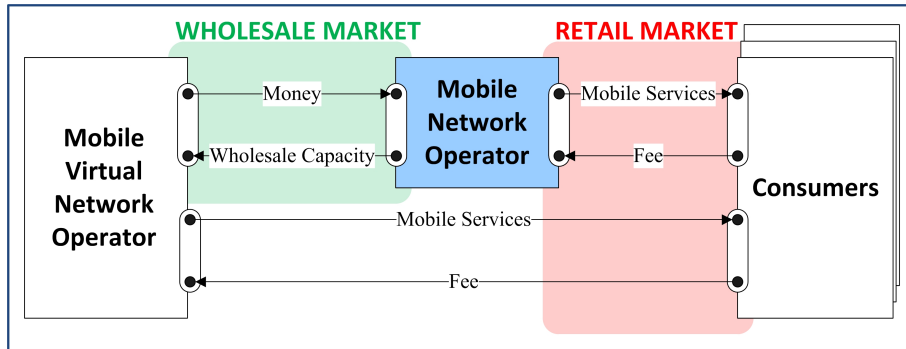 WHOLESALE MARKET
RETAIL MARKET
Mobile
Virtual
Network
Operator
Money
Wholesale Capacity
Mobile
Network
Operator
Mobile Services
Fee
Consumers
Mobile Services
Fee